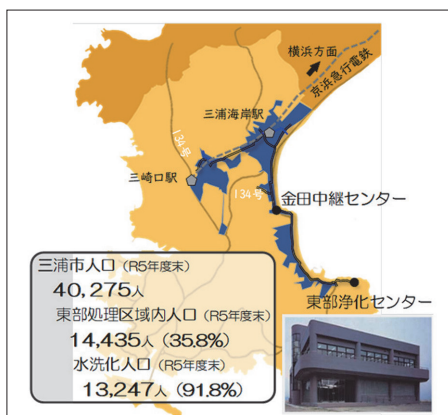 横浜方面
京浜急行電鉄
三浦海岸駅
134号
三崎口駅
134号
金田中継センター
東部浄化センター
三浦市人口（R5年度末）
40,275人
東部処理区域内人口（R5年度末）
14,435人（35.8%）
水洗化人口（R5年度末）
13,247人（91.8%）